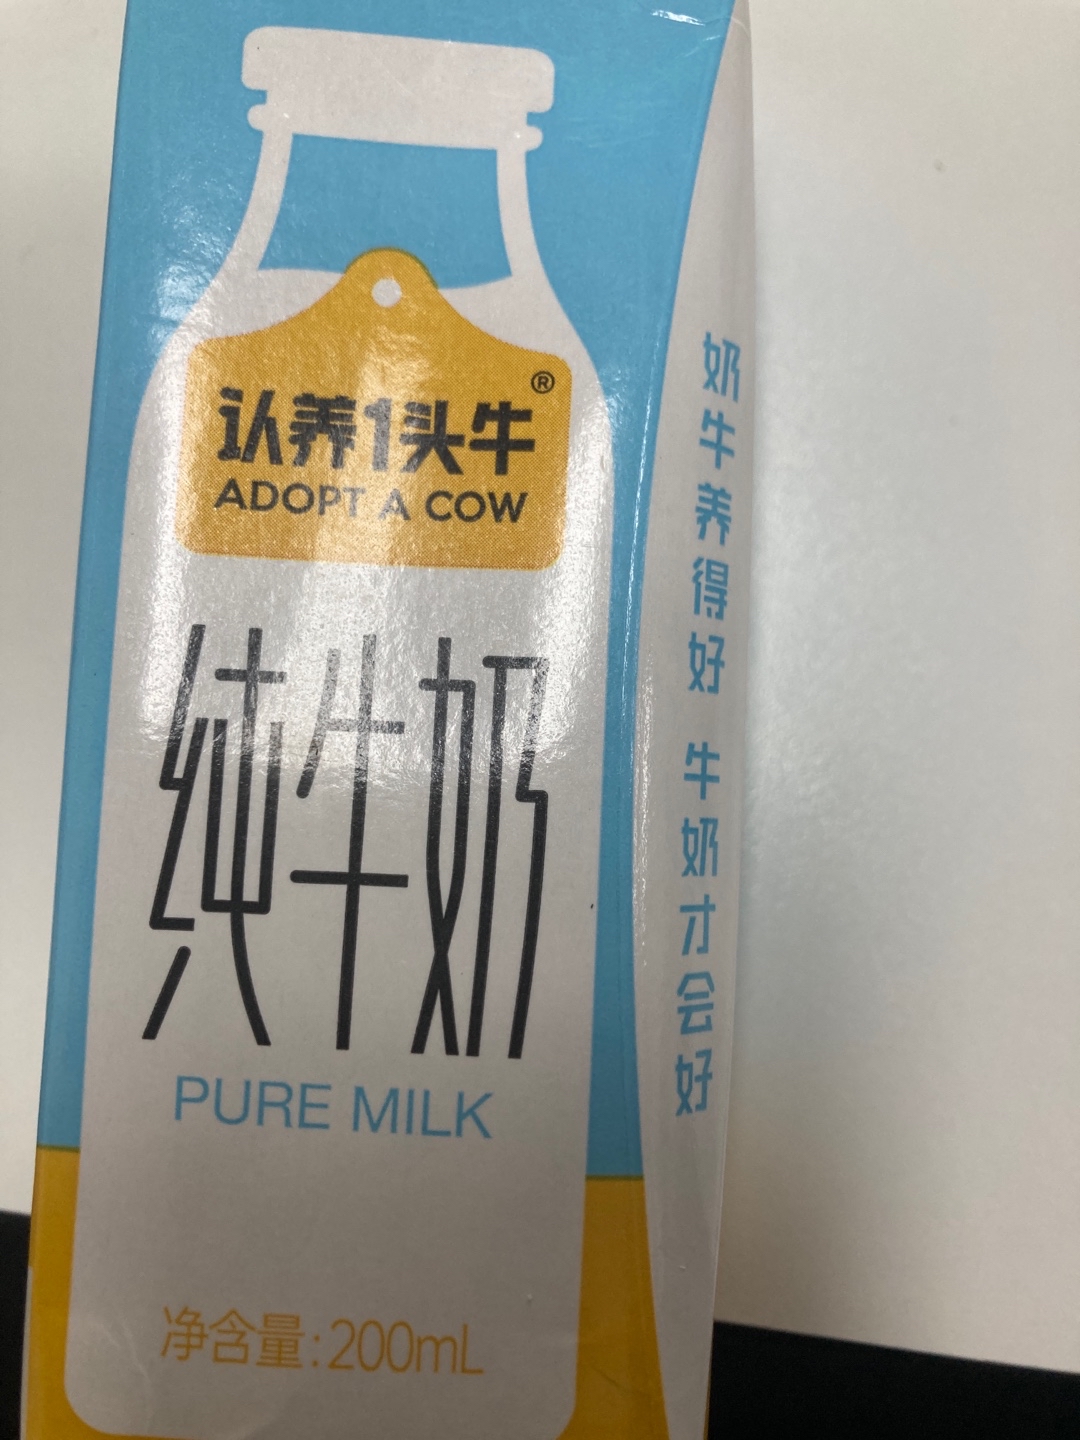 认养1头牛®
ADOPT A COW
纯牛奶
PURE MILK
净含量:200mL
奶牛养得好 牛奶才会好